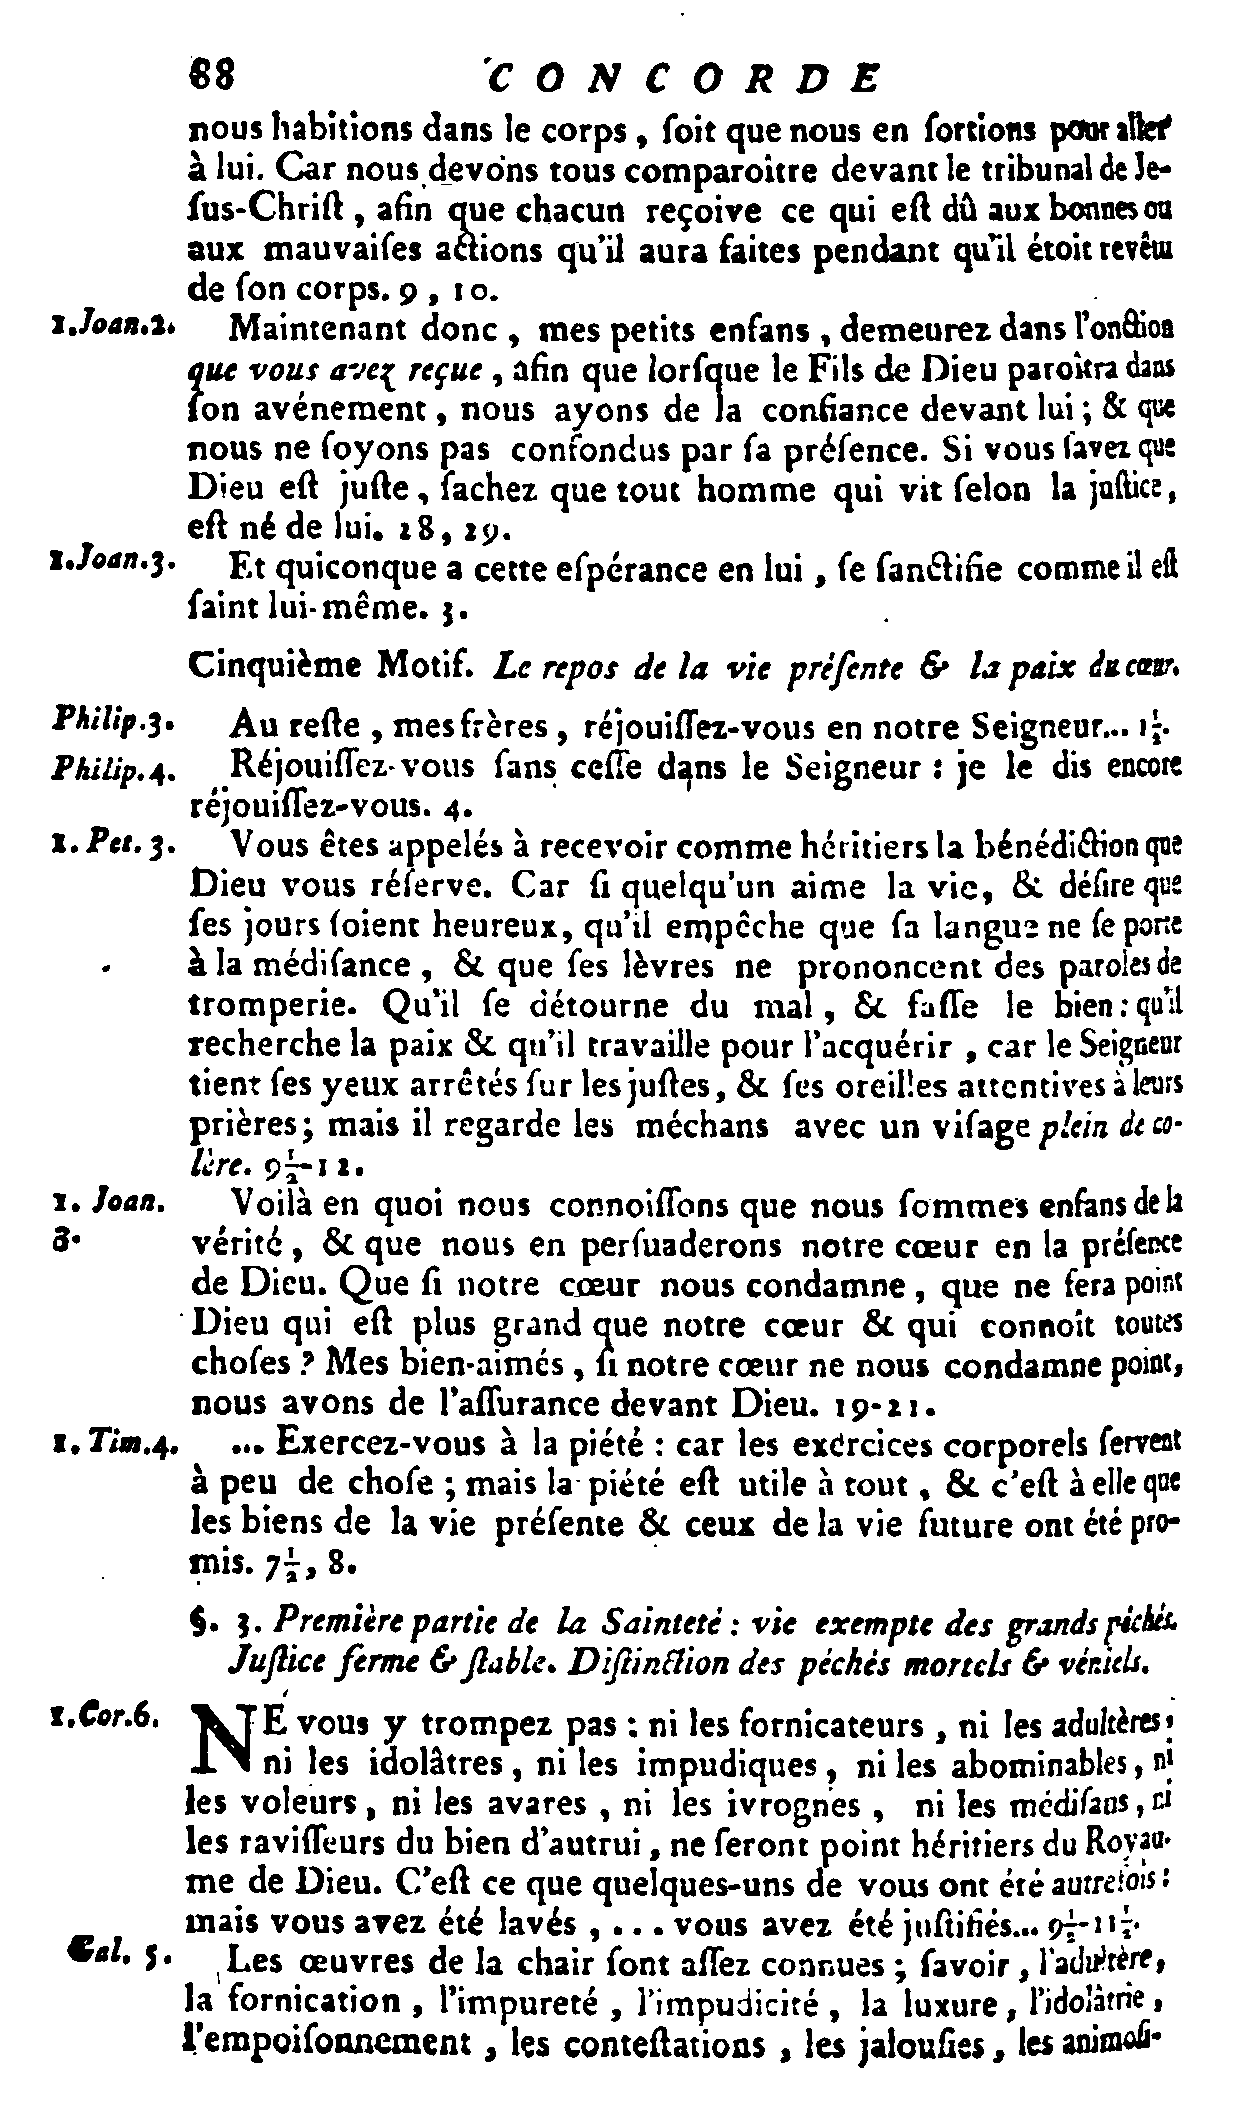 88 CONCORDE
nous habitions dans le corps, ſoit que nous en ſortions pour aller
à lui. Car nous devons tous comparoitre devant le tribunal de Je-
ſus-Chriſt, afin que chacun reçoive ce qui eſt dû aux bonnes ou
aux mauvaiſes actions qu'il aura faites pendant qu'il étoit revêtu
de ſon corps. 9, 10.
1. Joan. 2. Maintenant donc, mes petits enfans, demeurez dans l'onction
que vous avez reçue, afin que lorſque le Fils de Dieu paroîtra dans
ſon avénement, nous ayons de la confiance devant lui; & que
nous ne ſoyons pas confondus par ſa préſence. Si vous ſavez que
Dieu eſt juſte, ſachez que tout homme qui vit ſelon la juſtice,
eſt né de lui. 28, 29.
1. Joan. 3. Et quiconque a cette eſpérance en lui, ſe ſanctifie comme il eſt
ſaint lui-même. 3.
Cinquième Motif. Le repos de la vie préſente & la paix du cœur.
Philip. 3. Au reſte, mes frères, réjouiſſez-vous en notre Seigneur... 1½.
Philip. 4. Réjouiſſez-vous ſans ceſſe dans le Seigneur : je le dis encore
réjouiſſez-vous. 4.
1. Pet. 3. Vous êtes appelés à recevoir comme héritiers la bénédiction que
Dieu vous réſerve. Car ſi quelqu'un aime la vie, & déſire que
ſes jours ſoient heureux, qu'il empêche que ſa langue ne ſe porte
à la médiſance, & que ſes lèvres ne prononcent des paroles de
tromperie. Qu'il ſe détourne du mal, & faſſe le bien : qu'il
recherche la paix & qu'il travaille pour l'acquérir, car le Seigneur
tient ſes yeux arrêtés ſur les juſtes, & ſes oreilles attentives à leurs
prières; mais il regarde les méchans avec un viſage plein de co-
lère. 9½-12.
1. Joan. Voilà en quoi nous connoiſſons que nous ſommes enfans de la
3. vérité, & que nous en perſuaderons notre cœur en la préſence
de Dieu. Que ſi notre cœur nous condamne, que ne fera point
Dieu qui eſt plus grand que notre cœur & qui connoît toutes
choſes ? Mes bien-aimés, ſi notre cœur ne nous condamne point,
nous avons de l'aſſurance devant Dieu. 19-21.
1. Tim. 4. ... Exercez-vous à la piété : car les exercices corporels ſervent
à peu de choſe ; mais la piété eſt utile à tout, & c'eſt à elle que
les biens de la vie préſente & ceux de la vie future ont été pro-
mis. 7½, 8.
§. 3. Première partie de la Sainteté : vie exempte des grands péchés.
Juſtice ferme & ſtable. Diſtinction des péchés mortels & véniels.
1. Cor. 6. NE vous y trompez pas : ni les fornicateurs, ni les adultères,
ni les idolâtres, ni les impudiques, ni les abominables, ni
les voleurs, ni les avares, ni les ivrognes, ni les médiſans, ni
les raviſſeurs du bien d'autrui, ne ſeront point héritiers du Royau-
me de Dieu. C'eſt ce que quelques-uns de vous ont été autrefois :
mais vous avez été lavés, ... vous avez été juſtifiés... 9½-11½.
Gal. 5. Les œuvres de la chair ſont aſſez connues ; ſavoir, l'adultère,
la fornication, l'impureté, l'impudicité, la luxure, l'idolâtrie,
l'empoiſonnement, les conteſtations, les jalouſies, les animoſi-